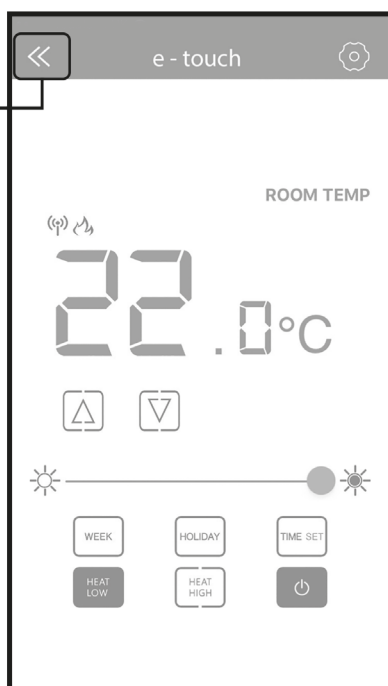 e - touch
ROOM TEMP
22.0°C
WEEK
HOLIDAY
TIME SET
HEAT
LOW
HEAT
HIGH